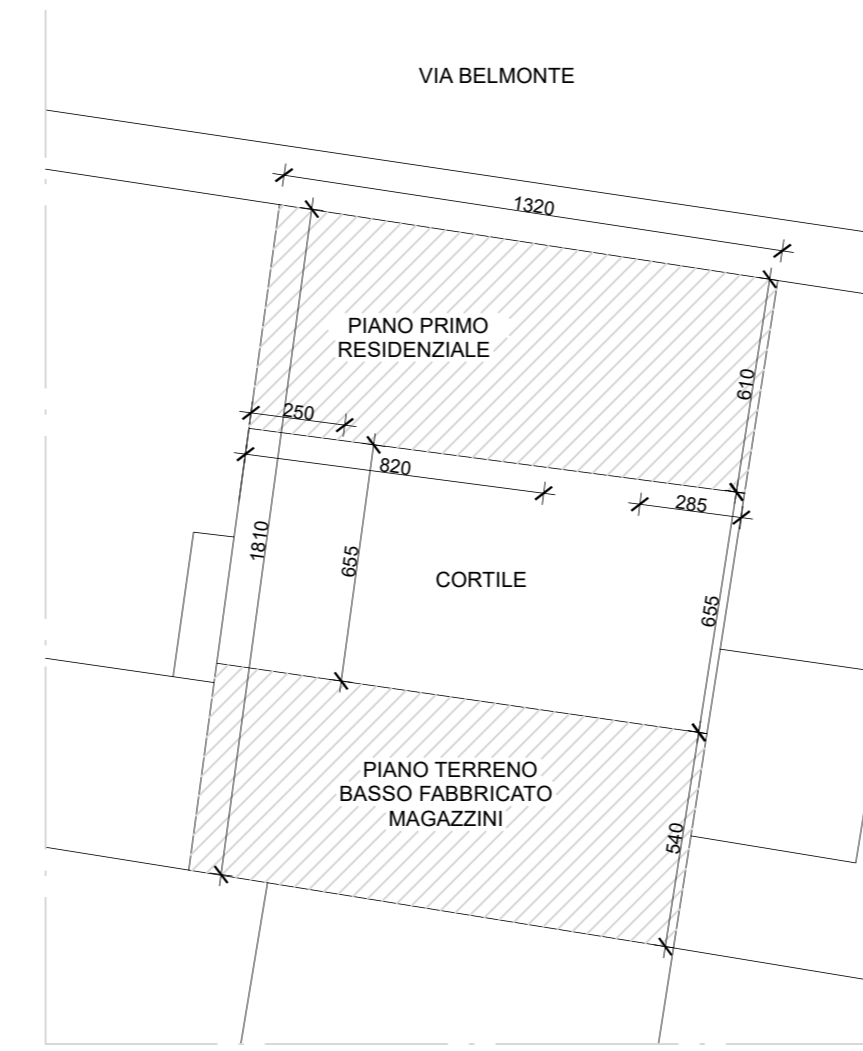 VIA BELMONTE
1320
PIANO PRIMO
RESIDENZIALE
610
250
820
285
1810
655
CORTILE
655
PIANO TERRENO
BASSO FABBRICATO
MAGAZZINI
540